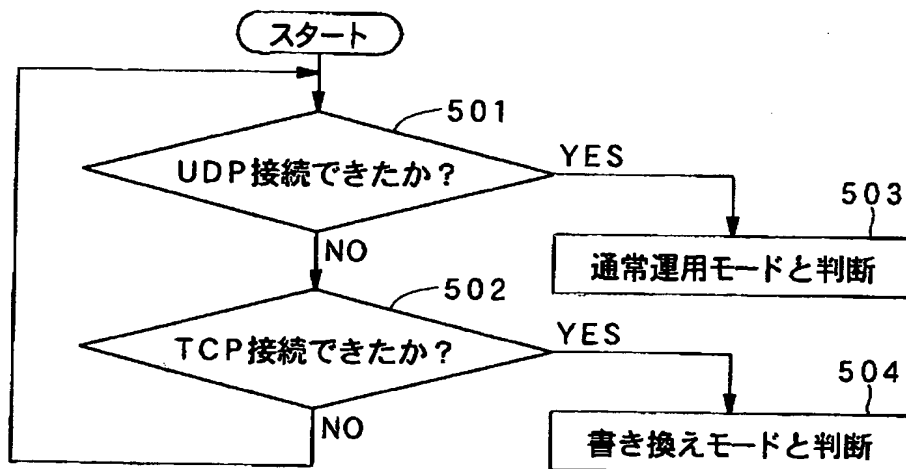 スタート
501
UDP接続できたか?
YES
503
NO
通常運用モードと判断
502
TCP接続できたか?
YES
504
NO
書き換えモードと判断